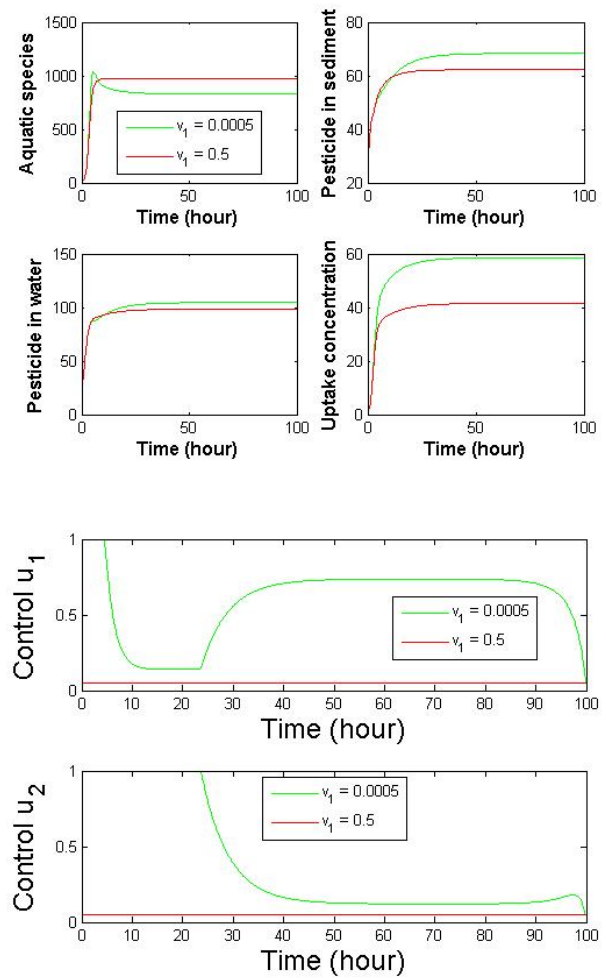 Aquatic species
1500
1000
500
0
0 50 100
Time (hour)
v1 = 0.0005
v1 = 0.5
Pesticide in sediment
80
60
40
20
0 50 100
Time (hour)
Pesticide in water
150
100
50
0
0 50 100
Time (hour)
Uptake concentration
60
40
20
0
0 50 100
Time (hour)
Control u1
1
0.5
0
0 10 20 30 40 50 60 70 80 90 100
Time (hour)
v1 = 0.0005
v1 = 0.5
Control u2
1
0.5
0
0 10 20 30 40 50 60 70 80 90 100
Time (hour)
v1 = 0.0005
v1 = 0.5